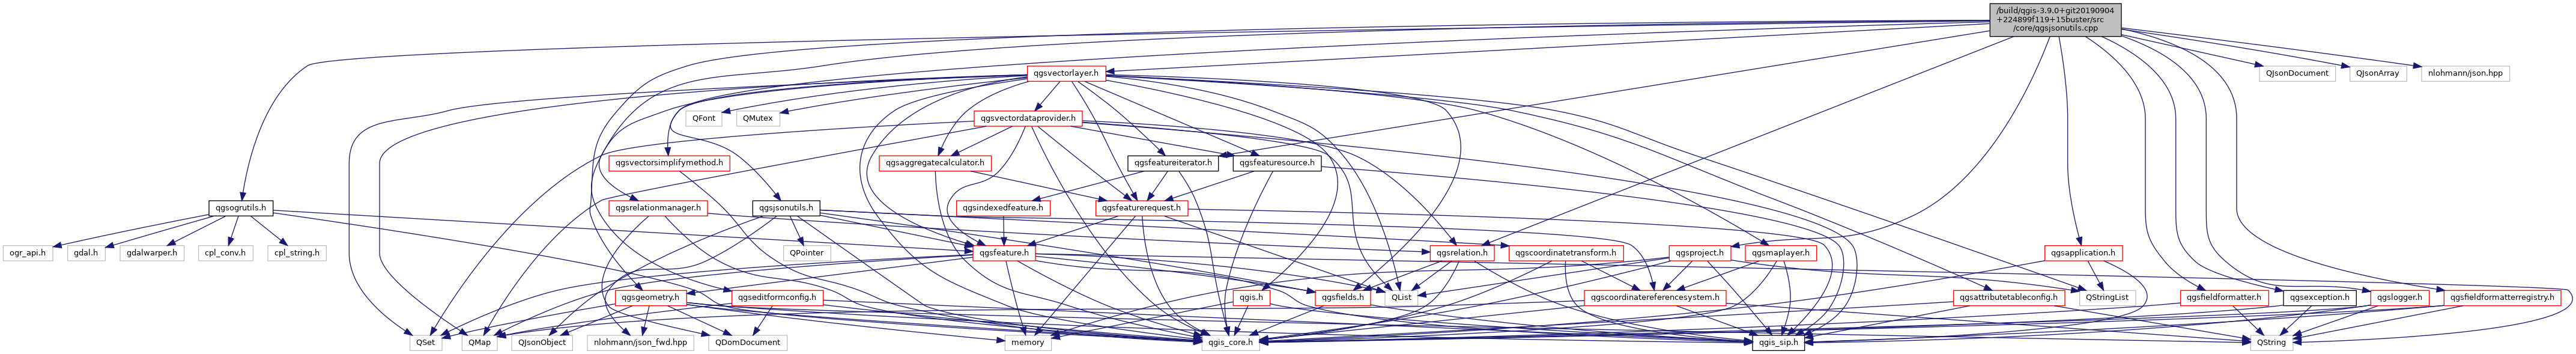 /build/qgis-3.9.0+git20190904
+224899f119+15buster/src
/core/qgsjsonutils.cpp
qgsvectorlayer.h
QJsonDocument
QJsonArray
nlohmann/json.hpp
QFont
QMutex
qgsvectordataprovider.h
qgsvectorsimplifymethod.h
qgsaggregatecalculator.h
qgsfeatureiterator.h
qgsfeaturesource.h
qgsogrutils.h
qgsrelationmanager.h
qgsjsonutils.h
qgsindexedfeature.h
qgsfeaturerequest.h
ogr_api.h
gdal.h
gdalwarper.h
cpl_conv.h
cpl_string.h
QPointer
qgsfeature.h
qgsrelation.h
qgscoordinatetransform.h
qgsproject.h
qgsmaplayer.h
qgsapplication.h
qgsgeometry.h
qgseditformconfig.h
qgis.h
qgsfields.h
QList
qgscoordinatereferencesystem.h
qgsattributetableconfig.h
QStringList
qgsfieldformatter.h
qgsexception.h
qgslogger.h
qgsfieldformatterregistry.h
QSet
QMap
QJsonObject
nlohmann/json_fwd.hpp
QDomDocument
memory
qgis_core.h
qgis_sip.h
QString